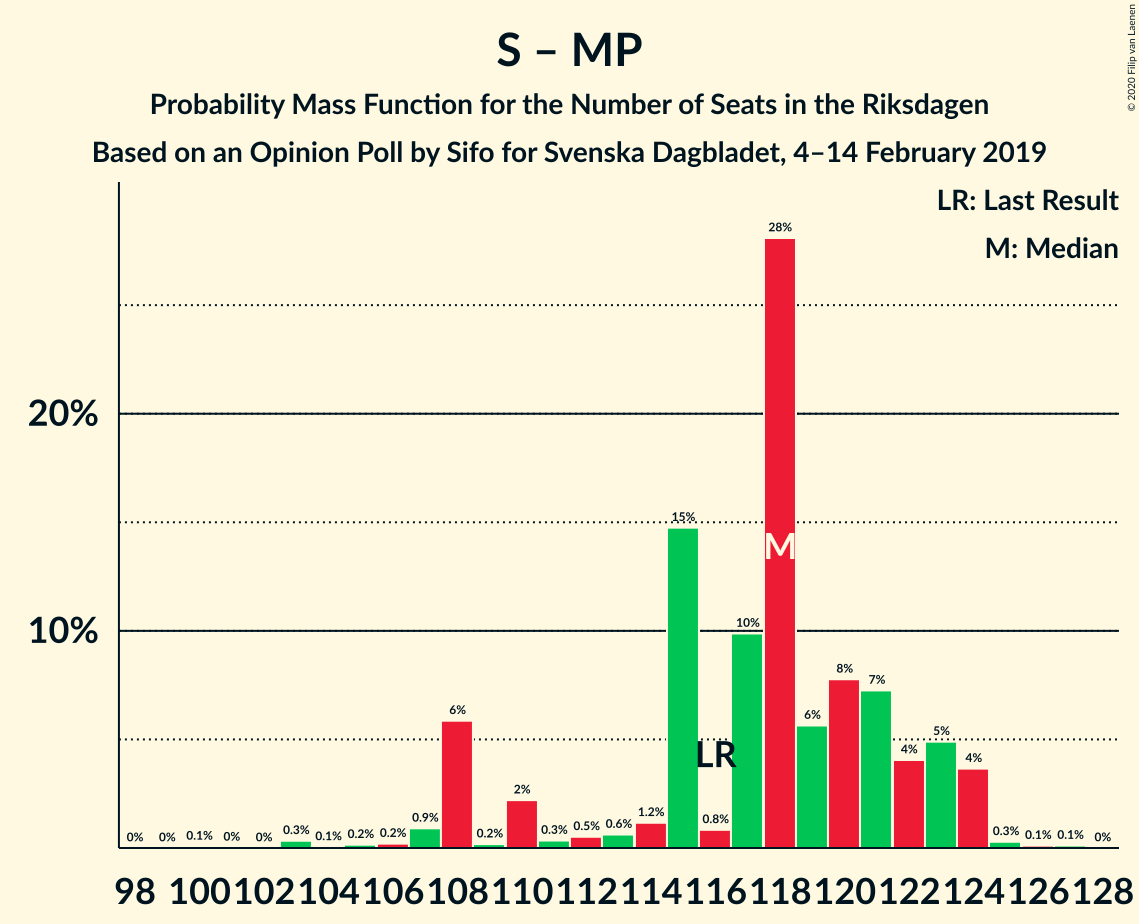 S – MP
Probability Mass Function for the Number of Seats in the Riksdagen
Based on an Opinion Poll by Sifo for Svenska Dagbladet, 4–14 February 2019
© 2020 Filip van Laenen
LR: Last Result
M: Median
20%
10%
0% 0% 0.1% 0% 0% 0.3% 0.1% 0.2% 0.2% 0.9% 6% 0.2% 2% 0.3% 0.5% 0.6% 1.2% 15% 0.8% 10% 28% 6% 8% 7% 4% 5% 4% 0.3% 0.1% 0.1% 0%
M
LR
98 100 102 104 106 108 110 112 114 116 118 120 122 124 126 128